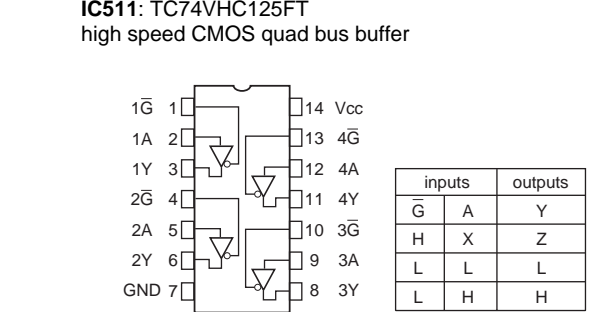 IC511: TC74VHC125FT
high speed CMOS quad bus buffer
1G̅ 1 14 Vcc
1A 2 13 4G̅
1Y 3 12 4A
2G̅ 4 11 4Y
2A 5 10 3G̅
2Y 6 9 3A
GND 7 8 3Y
inputs outputs
G̅ A Y
H X Z
L L L
L H H